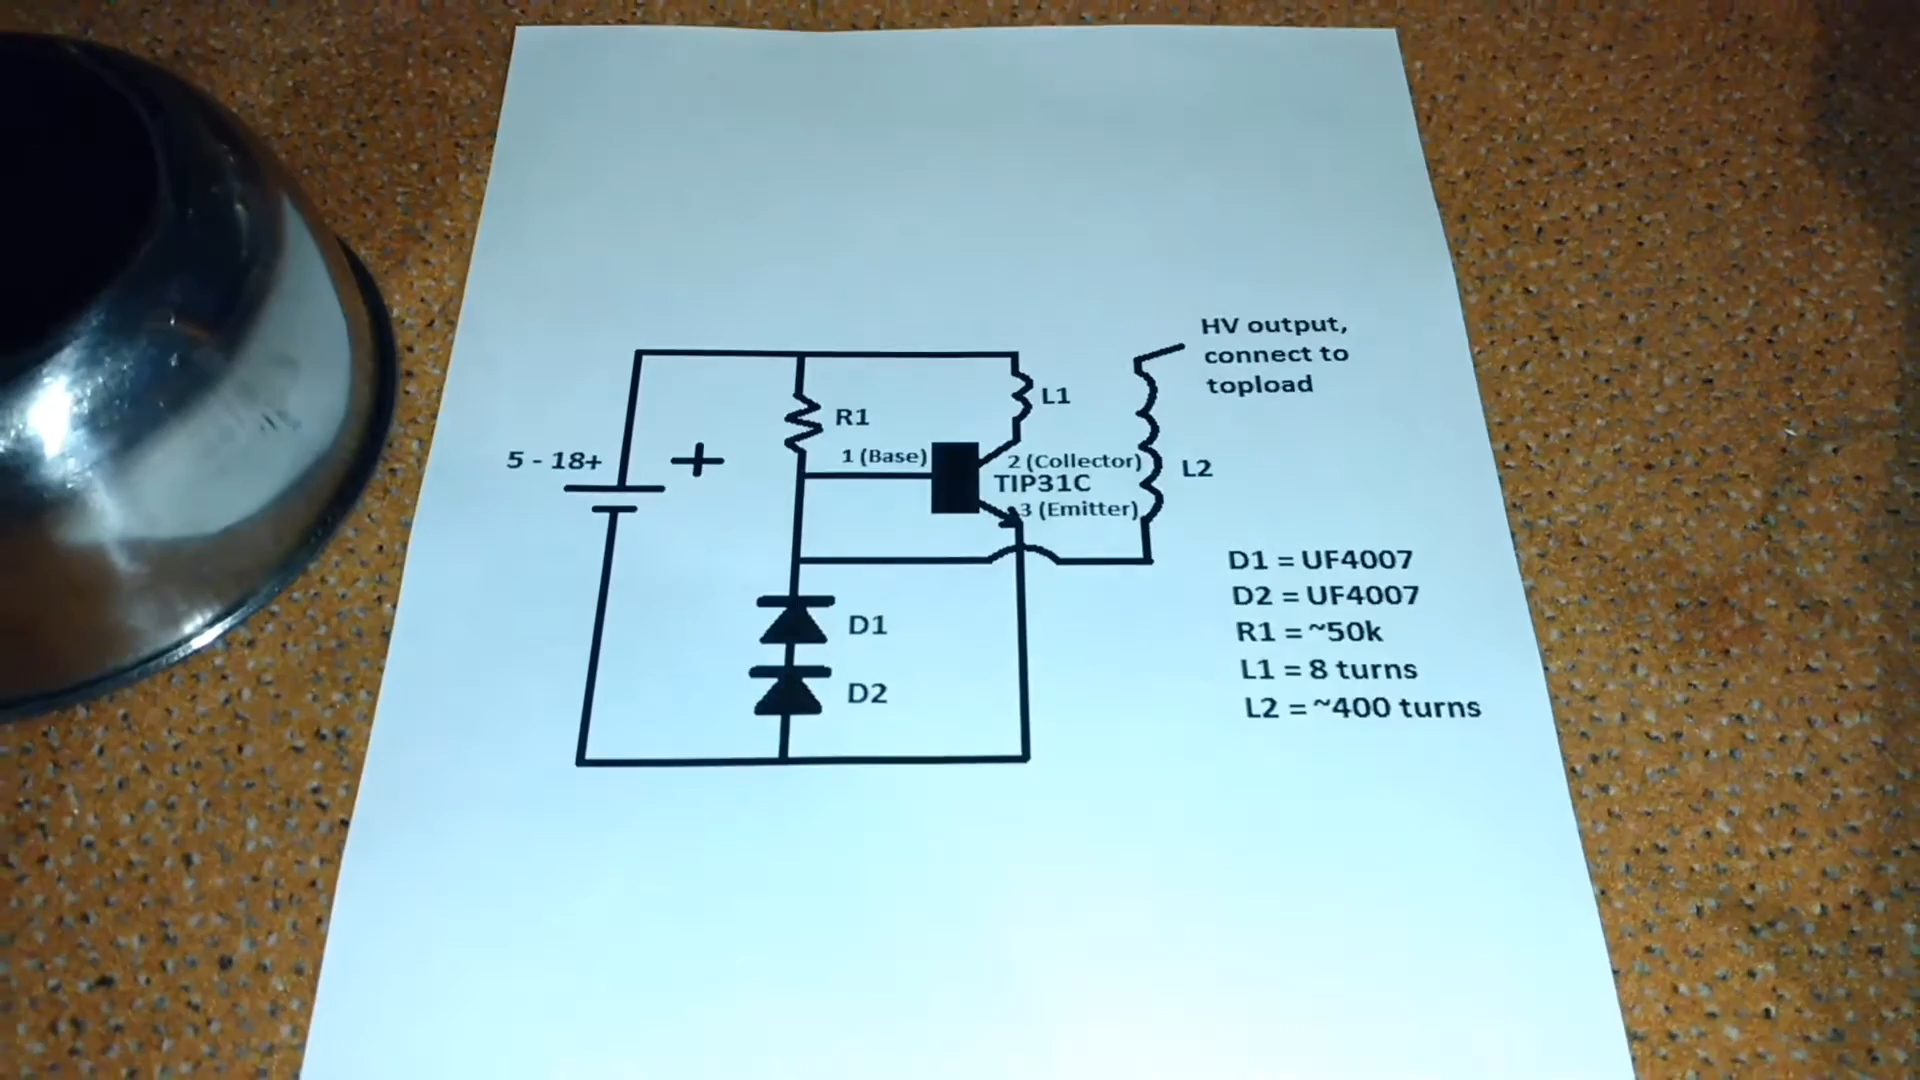 HV output,
connect to
topload
L1
R1
1 (Base)
2 (Collector)
5 - 18+
+
L2
TIP31C
3 (Emitter)
D1 = UF4007
D2 = UF4007
D1
R1 = ~50k
L1 = 8 turns
D2
L2 = ~400 turns